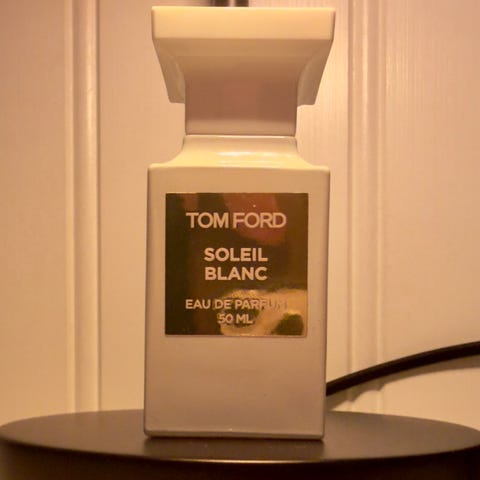 TOM FORD
SOLEIL
BLANC
EAU DE PARFUM
50 ML